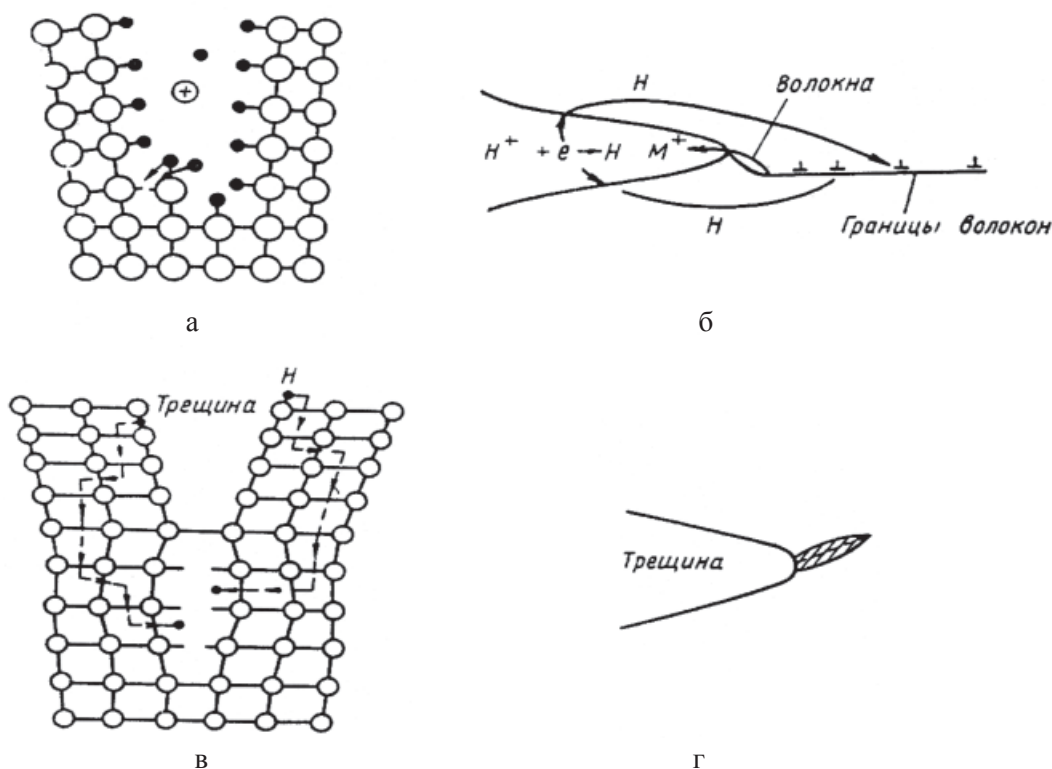 +
H
Волокна
H⁺ + e → H
M⁺
H
Границы волокон
а
б
H
Трещина
Трещина
в
г